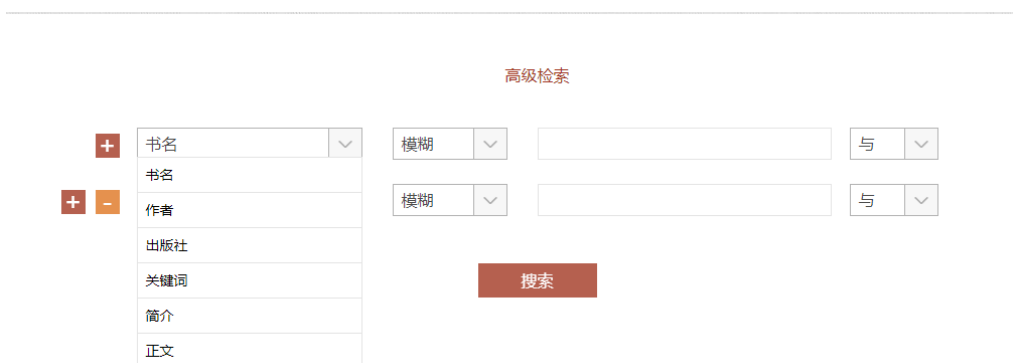 高级检索
+ 书名 模糊 与
书名
+ - 作者 模糊 与
出版社
关键词
搜索
简介
正文